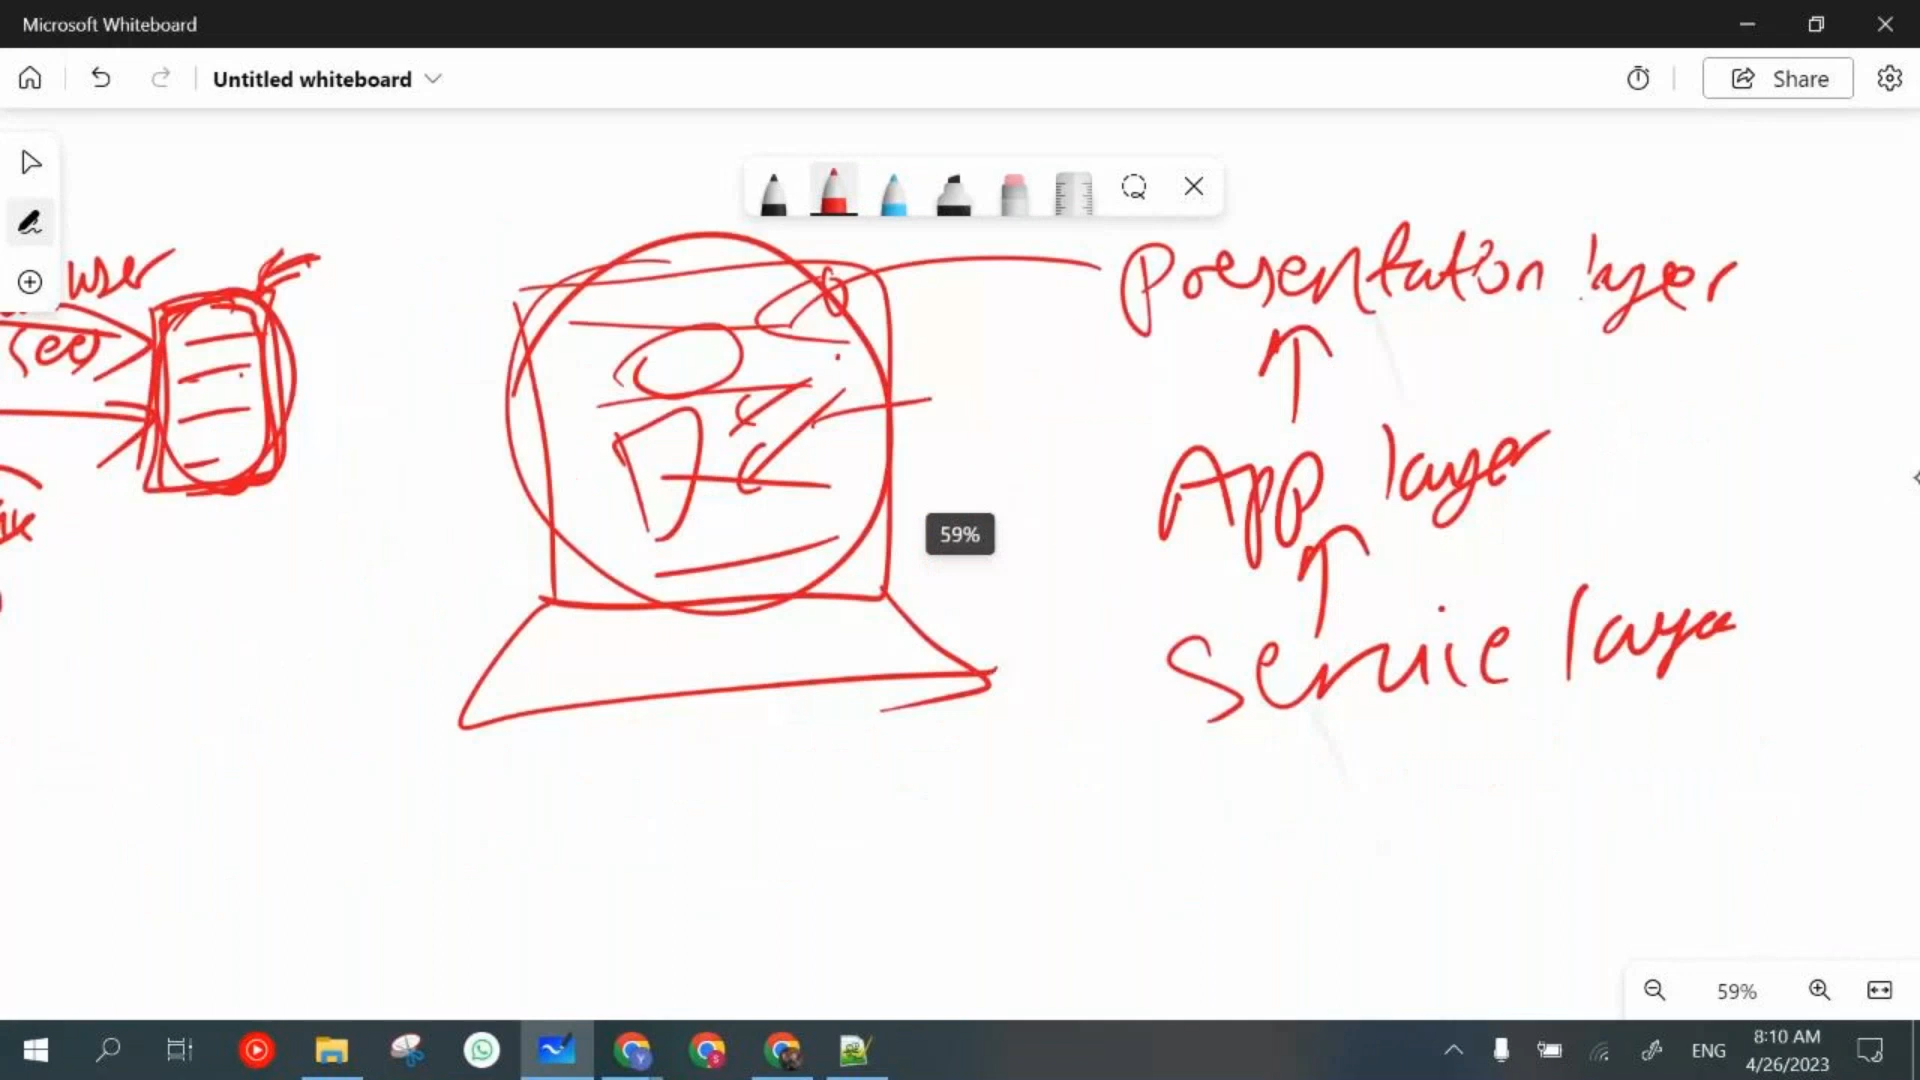 Microsoft Whiteboard
Untitled whiteboard
Share
user
Presentation layer
App layer
59%
Service laye
59%
ENG
8:10 AM
4/26/2023